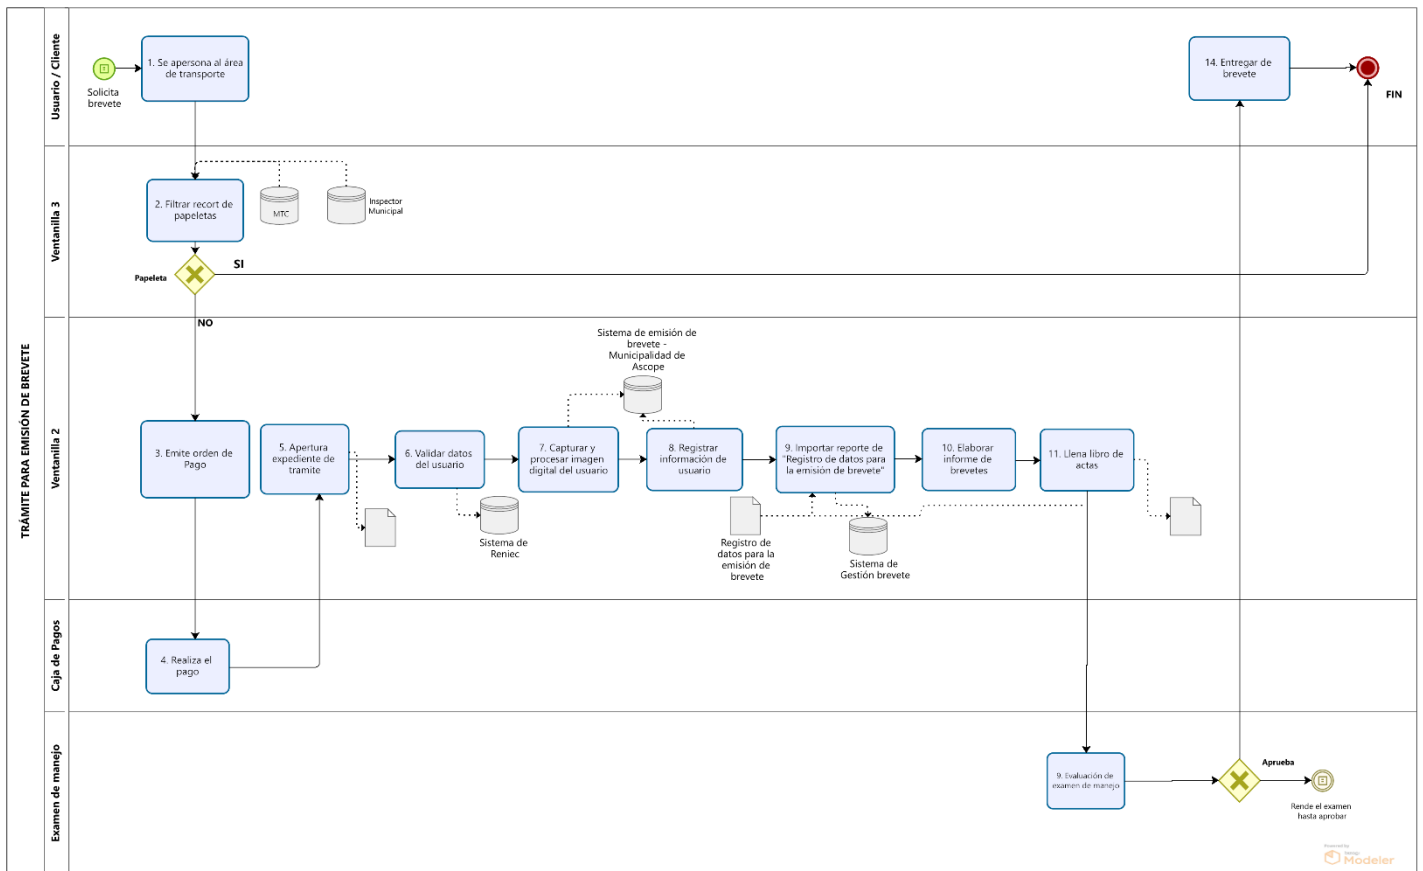 TRÁMITE PARA EMISIÓN DE BREVETE
Usuario / Cliente
Solicita
brevete
1. Se apersona al área
de transporte
14. Entregar de
brevete
FIN
Ventanilla 3
2. Filtrar recort de
papeletas
MTC
Inspector
Municipal
Papeleta
SI
NO
Ventanilla 2
3. Emite orden de
Pago
5. Apertura
expediente de
tramite
6. Validar datos
del usuario
Sistema de
Reniec
7. Capturar y
procesar imagen
digital del usuario
Sistema de emisión de
brevete -
Municipalidad de
Ascope
8. Registrar
información de
usuario
9. Importar reporte de
"Registro de datos para
la emisión de brevete"
Registro de
datos para la
emisión de
brevete
Sistema de
Gestión brevete
10. Elaborar
informe de
brevetes
11. Llena libro de
actas
Caja de Pagos
4. Realiza el
pago
Examen de manejo
9. Evaluación de
examen de manejo
Aprueba
Rende el examen
hasta aprobar
Powered by
bizagi
Modeler